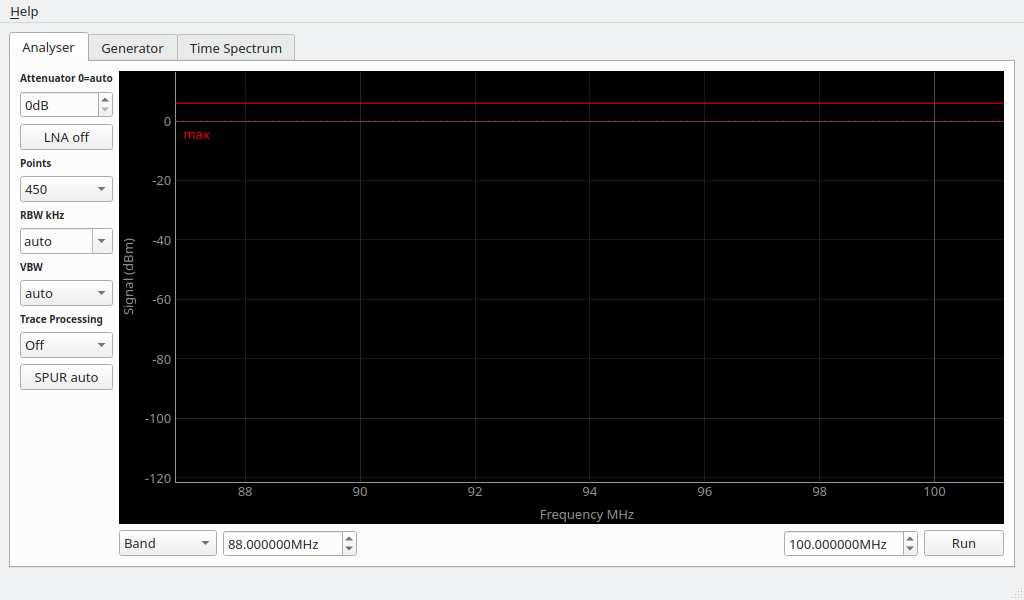 Help
Analyser
Generator
Time Spectrum
Attenuator 0=auto
0dB
LNA off
Points
450
RBW kHz
auto
VBW
auto
Trace Processing
Off
SPUR auto
Signal (dBm)
0
-20
-40
-60
-80
-100
-120
max
88 90 92 94 96 98 100
Frequency MHz
Band 88.000000MHz 100.000000MHz Run